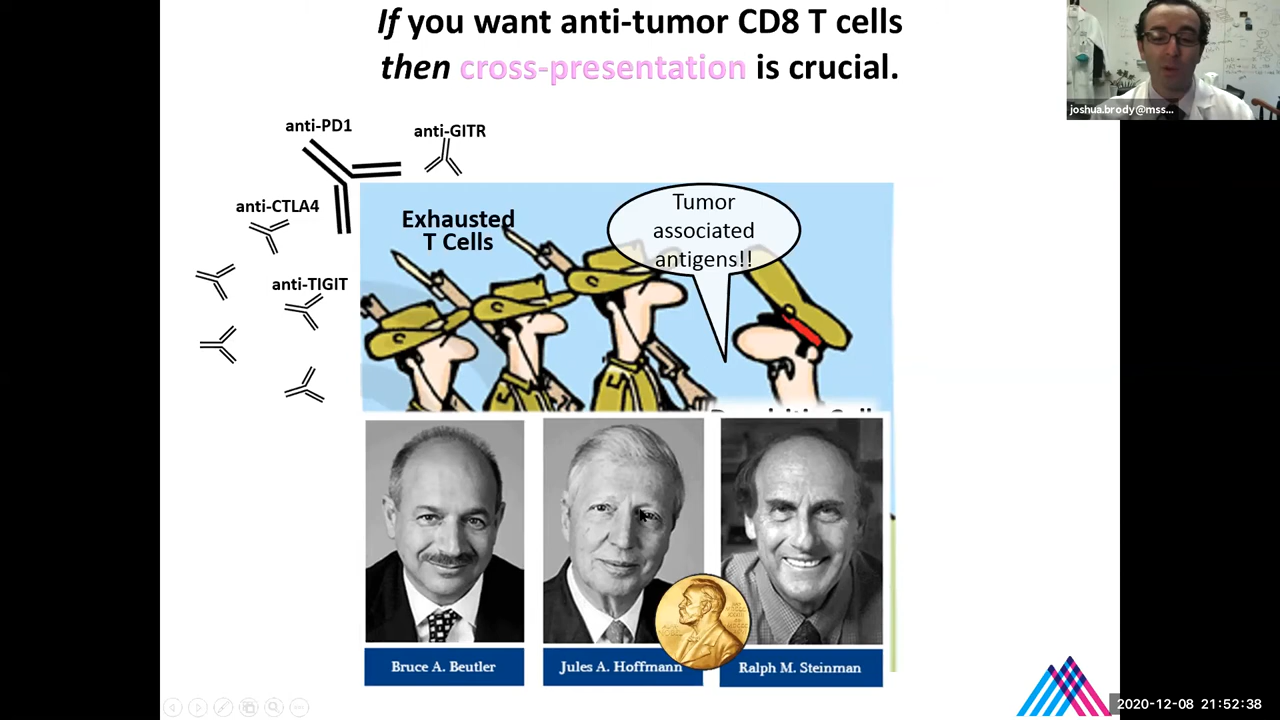 If you want anti-tumor CD8 T cells
then cross-presentation is crucial.
joshua.brody@mss...
anti-PD1
anti-GITR
anti-CTLA4
anti-TIGIT
Exhausted
T Cells
Tumor
associated
antigens!!
Bruce A. Beutler
Jules A. Hoffmann
Ralph M. Steinman
2020-12-08 21:52:38